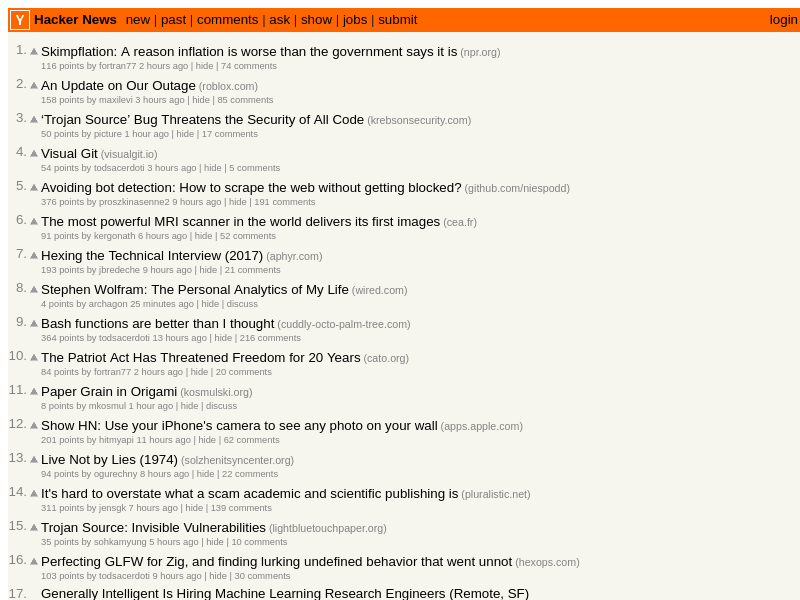 Y Hacker News new | past | comments | ask | show | jobs | submit login
1. Skimpflation: A reason inflation is worse than the government says it is (npr.org)
116 points by fortran77 2 hours ago | hide | 74 comments
2. An Update on Our Outage (roblox.com)
158 points by maxilevi 3 hours ago | hide | 85 comments
3. ‘Trojan Source’ Bug Threatens the Security of All Code (krebsonsecurity.com)
50 points by picture 1 hour ago | hide | 17 comments
4. Visual Git (visualgit.io)
54 points by todsacerdoti 3 hours ago | hide | 5 comments
5. Avoiding bot detection: How to scrape the web without getting blocked? (github.com/niespodd)
376 points by proszkinasenne2 9 hours ago | hide | 191 comments
6. The most powerful MRI scanner in the world delivers its first images (cea.fr)
91 points by kergonath 6 hours ago | hide | 52 comments
7. Hexing the Technical Interview (2017) (aphyr.com)
193 points by jbredeche 9 hours ago | hide | 21 comments
8. Stephen Wolfram: The Personal Analytics of My Life (wired.com)
4 points by archagon 25 minutes ago | hide | discuss
9. Bash functions are better than I thought (cuddly-octo-palm-tree.com)
364 points by todsacerdoti 13 hours ago | hide | 216 comments
10. The Patriot Act Has Threatened Freedom for 20 Years (cato.org)
84 points by fortran77 2 hours ago | hide | 20 comments
11. Paper Grain in Origami (kosmulski.org)
8 points by mkosmul 1 hour ago | hide | discuss
12. Show HN: Use your iPhone's camera to see any photo on your wall (apps.apple.com)
201 points by hitmyapi 11 hours ago | hide | 62 comments
13. Live Not by Lies (1974) (solzhenitsyncenter.org)
94 points by ogurechny 8 hours ago | hide | 22 comments
14. It's hard to overstate what a scam academic and scientific publishing is (pluralistic.net)
311 points by jensgk 7 hours ago | hide | 139 comments
15. Trojan Source: Invisible Vulnerabilities (lightbluetouchpaper.org)
35 points by sohkamyung 5 hours ago | hide | 10 comments
16. Perfecting GLFW for Zig, and finding lurking undefined behavior that went unnot (hexops.com)
103 points by todsacerdoti 9 hours ago | hide | 30 comments
17. Generally Intelligent Is Hiring Machine Learning Research Engineers (Remote, SF)